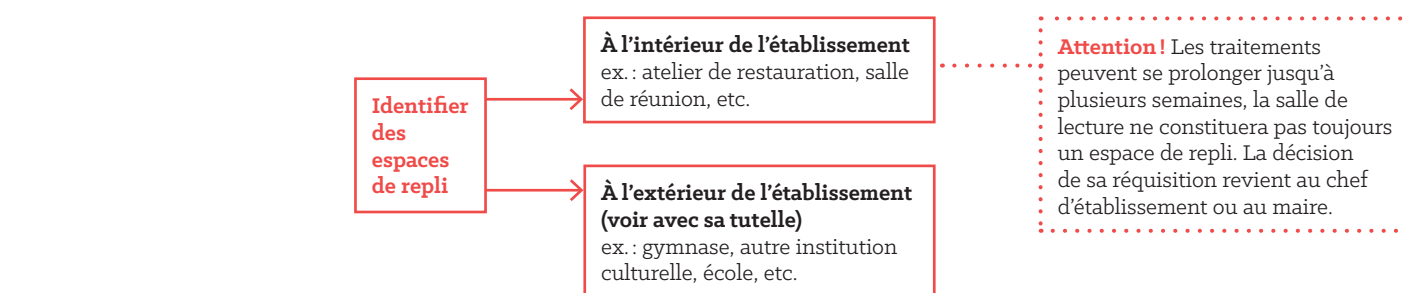 Identifier
des
espaces
de repli
À l’intérieur de l’établissement
ex. : atelier de restauration, salle
de réunion, etc.
À l’extérieur de l’établissement
(voir avec sa tutelle)
ex. : gymnase, autre institution
culturelle, école, etc.
Attention ! Les traitements
peuvent se prolonger jusqu’à
plusieurs semaines, la salle de
lecture ne constituera pas toujours
un espace de repli. La décision
de sa réquisition revient au chef
d’établissement ou au maire.